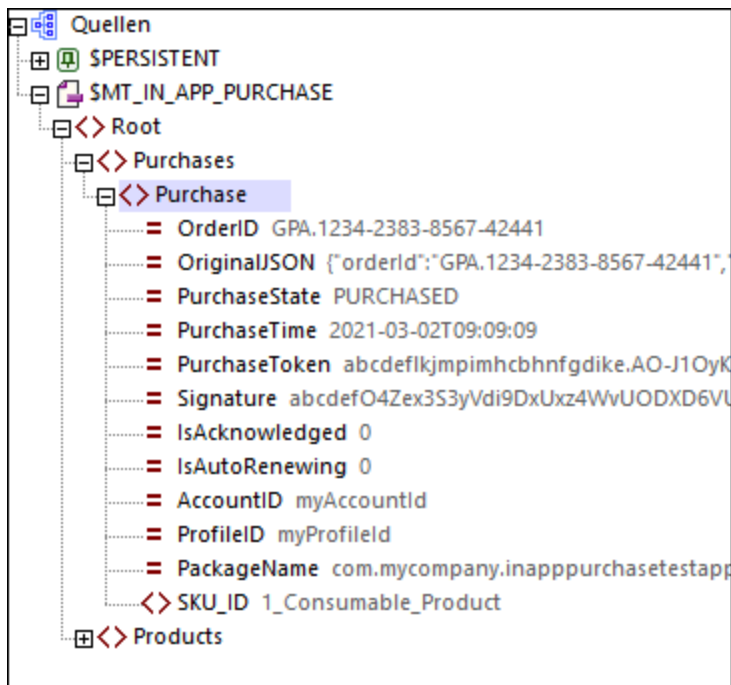 Quellen
$PERSISTENT
$MT_IN_APP_PURCHASE
Root
Purchases
Purchase
= OrderID GPA.1234-2383-8567-42441
= OriginalJSON {"orderId":"GPA.1234-2383-8567-42441",'
= PurchaseState PURCHASED
= PurchaseTime 2021-03-02T09:09:09
= PurchaseToken abcdeflkjmpimhcbhnfgdike.AO-J1OyK
= Signature abcdefO4Zex3S3yVdi9DxUxz4WvUODXD6VU
= IsAcknowledged 0
= IsAutoRenewing 0
= AccountID myAccountId
= ProfileID myProfileId
= PackageName com.mycompany.inapppurchasetestapp
<> SKU_ID 1_Consumable_Product
Products